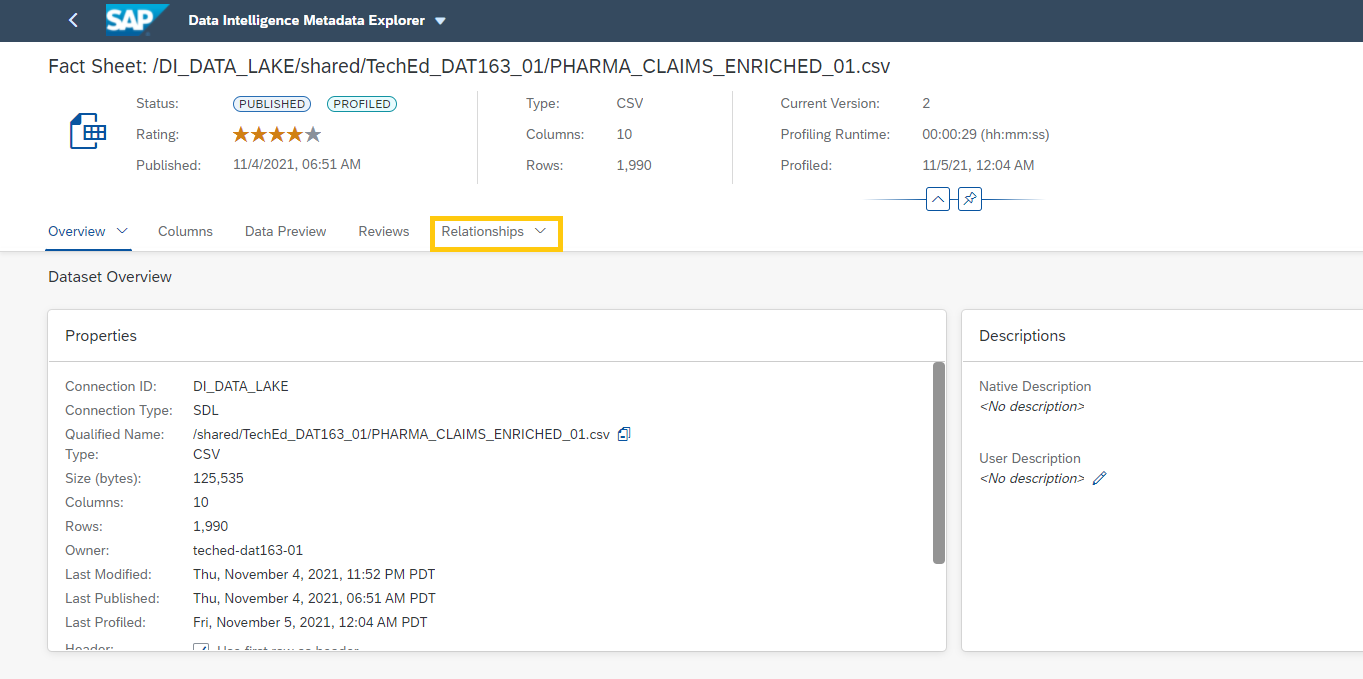 SAP Data Intelligence Metadata Explorer
Fact Sheet: /DI_DATA_LAKE/shared/TechEd_DAT163_01/PHARMA_CLAIMS_ENRICHED_01.csv
Status: PUBLISHED PROFILED
Rating:
Published: 11/4/2021, 06:51 AM
Type: CSV
Columns: 10
Rows: 1,990
Current Version: 2
Profiling Runtime: 00:00:29 (hh:mm:ss)
Profiled: 11/5/21, 12:04 AM
Overview Columns Data Preview Reviews Relationships
Dataset Overview
Properties
Connection ID: DI_DATA_LAKE
Connection Type: SDL
Qualified Name: /shared/TechEd_DAT163_01/PHARMA_CLAIMS_ENRICHED_01.csv
Type: CSV
Size (bytes): 125,535
Columns: 10
Rows: 1,990
Owner: teched-dat163-01
Last Modified: Thu, November 4, 2021, 11:52 PM PDT
Last Published: Thu, November 4, 2021, 06:51 AM PDT
Last Profiled: Fri, November 5, 2021, 12:04 AM PDT
Header: Use first row as header
Descriptions
Native Description
<No description>
User Description
<No description>